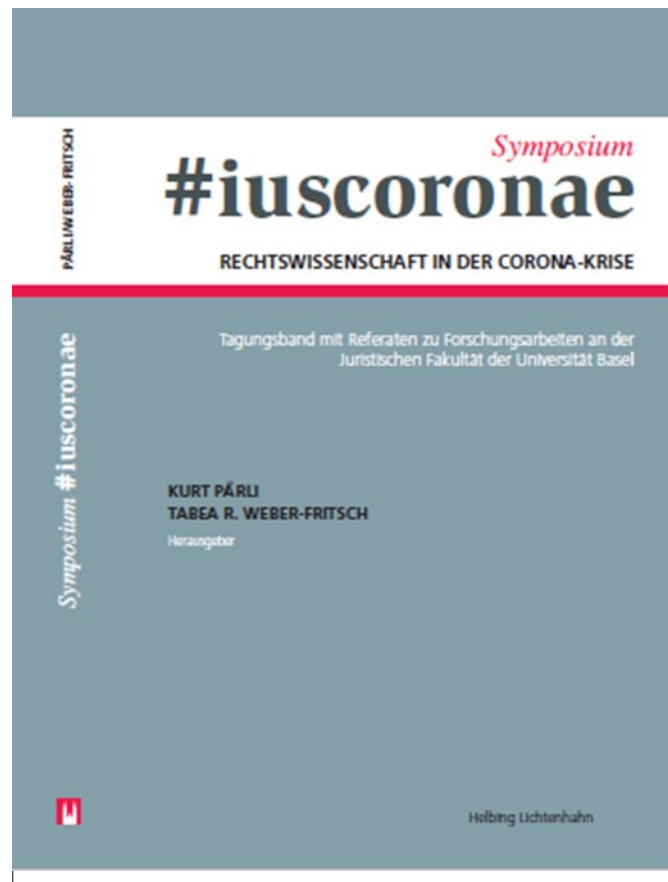 PÄRLI/WEBER-FRITSCH
Symposium #iuscoronae
Symposium
#iuscoronae
RECHTSWISSENSCHAFT IN DER CORONA-KRISE
Tagungsband mit Referaten zu Forschungsarbeiten an der
Juristischen Fakultät der Universität Basel
KURT PÄRLI
TABEA R. WEBER-FRITSCH
Herausgeber
Helbing Lichtenhahn